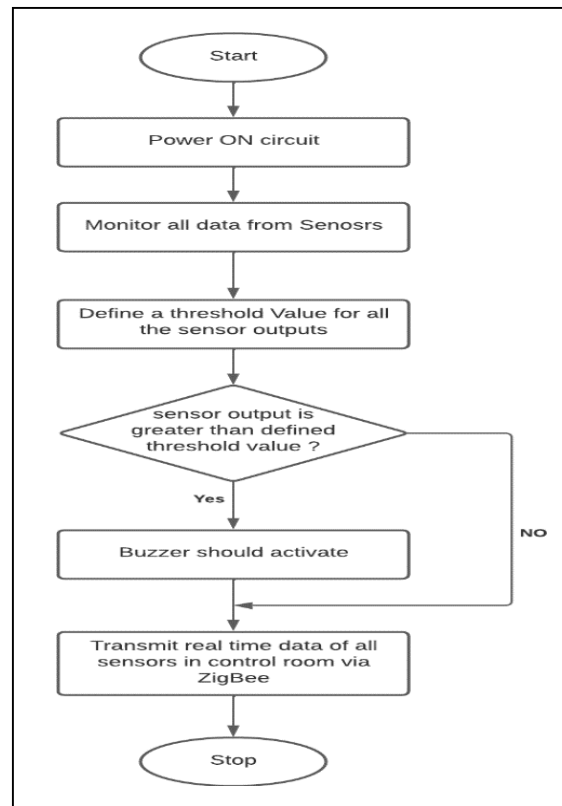 Start
Power ON circuit
Monitor all data from Senosrs
Define a threshold Value for all
the sensor outputs
sensor output is
greater than defined
threshold value ?
Yes
NO
Buzzer should activate
Transmit real time data of all
sensors in control room via
ZigBee
Stop